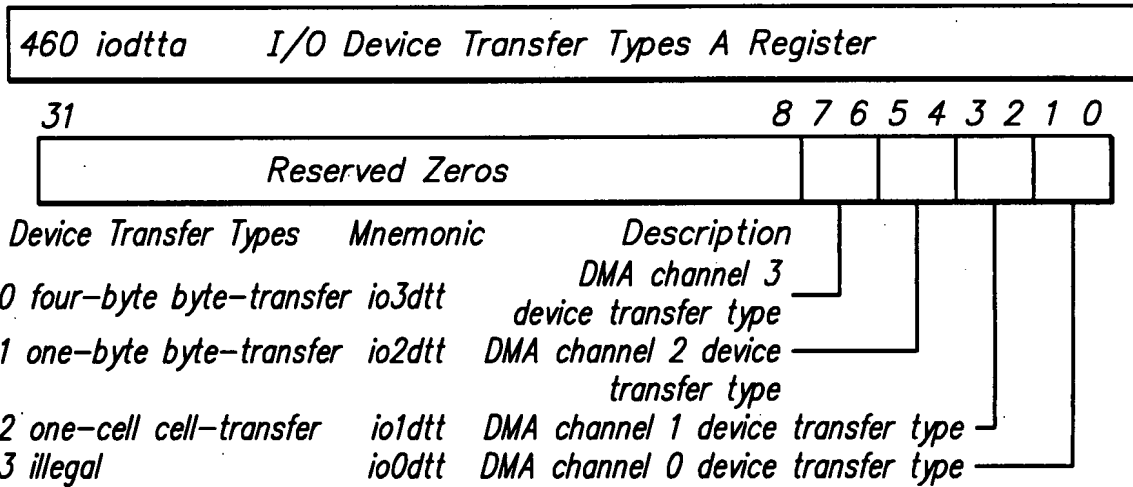 460 iodtta I/O Device Transfer Types A Register
31 8 7 6 5 4 3 2 1 0
Reserved Zeros
Device Transfer Types Mnemonic Description
0 four-byte byte-transfer io3dtt DMA channel 3
device transfer type
1 one-byte byte-transfer io2dtt DMA channel 2 device
transfer type
2 one-cell cell-transfer io1dtt DMA channel 1 device transfer type
3 illegal io0dtt DMA channel 0 device transfer type